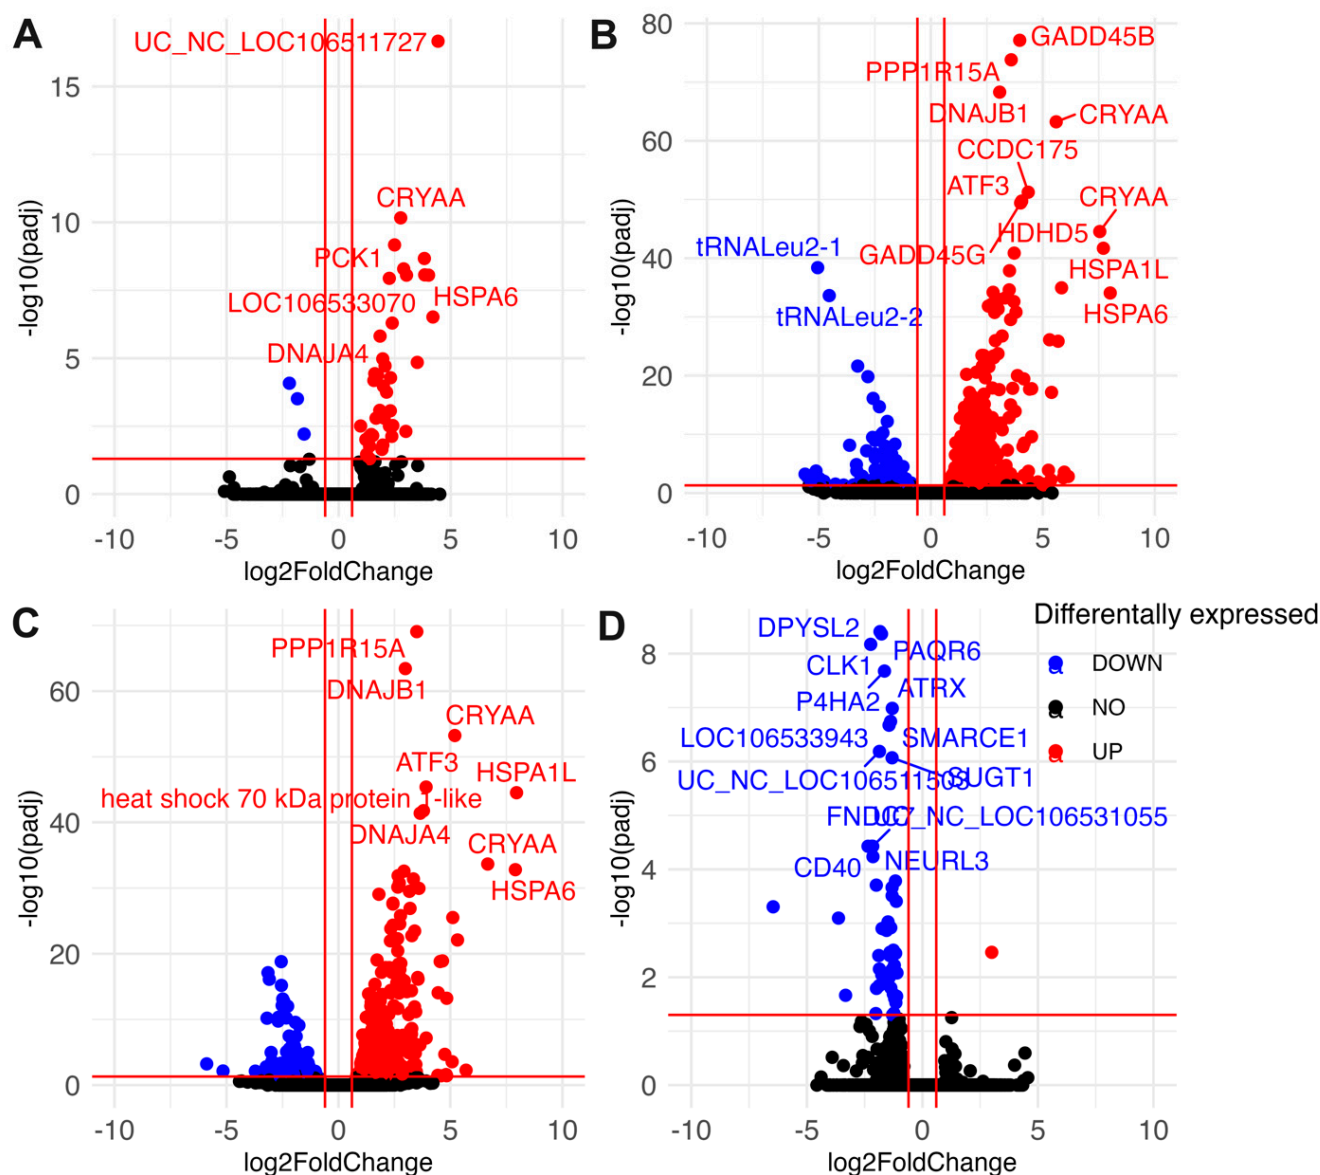 A
UC_NC_LOC106511727
CRYAA
PCK1
LOC106533070
HSPA6
DNAJA4
15
10
5
0
-log10(padj)
-10 -5 0 5 10
log2FoldChange
B
GADD45B
PPP1R15A
DNAJB1
CRYAA
CCDC175
ATF3
CRYAA
HDHD5
GADD45G
tRNALeu2-1
HSPA1L
tRNALeu2-2
HSPA6
80
60
40
20
0
-log10(padj)
-10 -5 0 5 10
log2FoldChange
C
PPP1R15A
DNAJB1
CRYAA
ATF3
HSPA1L
heat shock 70 kDa protein 1-like
DNAJA4
CRYAA
HSPA6
60
40
20
0
-log10(padj)
-10 -5 0 5 10
log2FoldChange
D
DPYSL2
PAQR6
CLK1
ATRX
P4HA2
LOC106533943
SMARCE1
UC_NC_LOC106511508
SUGT1
FNDC7
UC_NC_LOC106531055
CD40
NEURL3
8
6
4
2
0
-log10(padj)
-10 -5 0 5 10
log2FoldChange
Differentally expressed
a DOWN
a NO
a UP